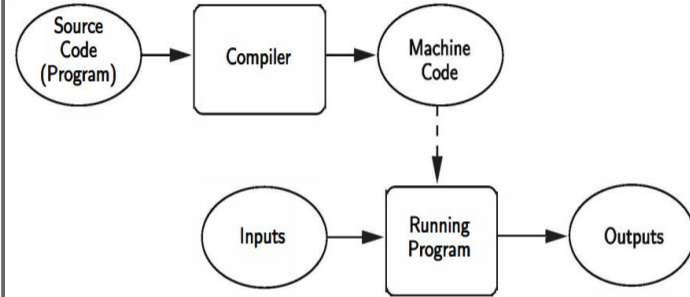 Source
Code
(Program)
Compiler
Machine
Code
Inputs
Running
Program
Outputs